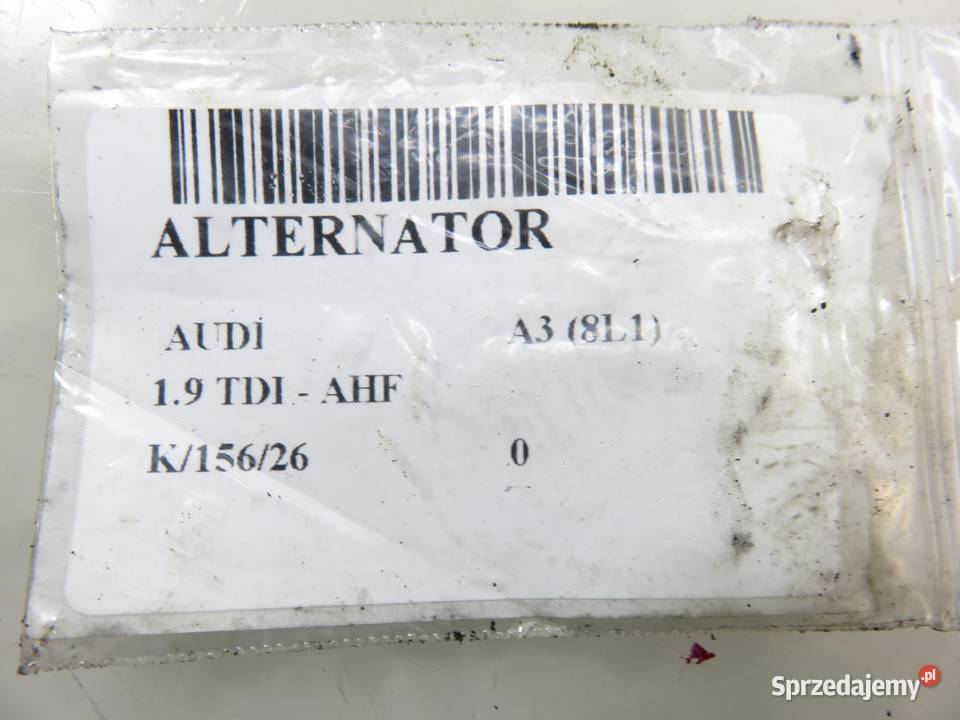 ALTERNATOR
AUDİ A3 (8L1)
1.9 TDI - AHF
K/156/26 0
Sprzedajemy.pl